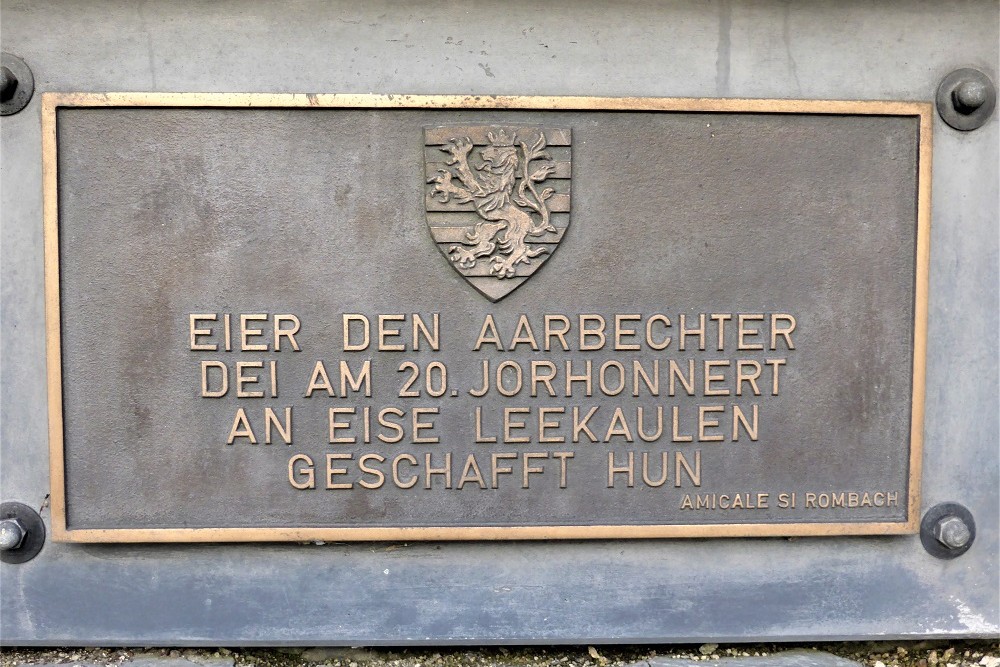 EIER DEN AARBECHTER
DEI AM 20. JORHONNERT
AN EISE LEEKAULEN
GESCHAFFT HUN
AMICALE SI ROMBACH